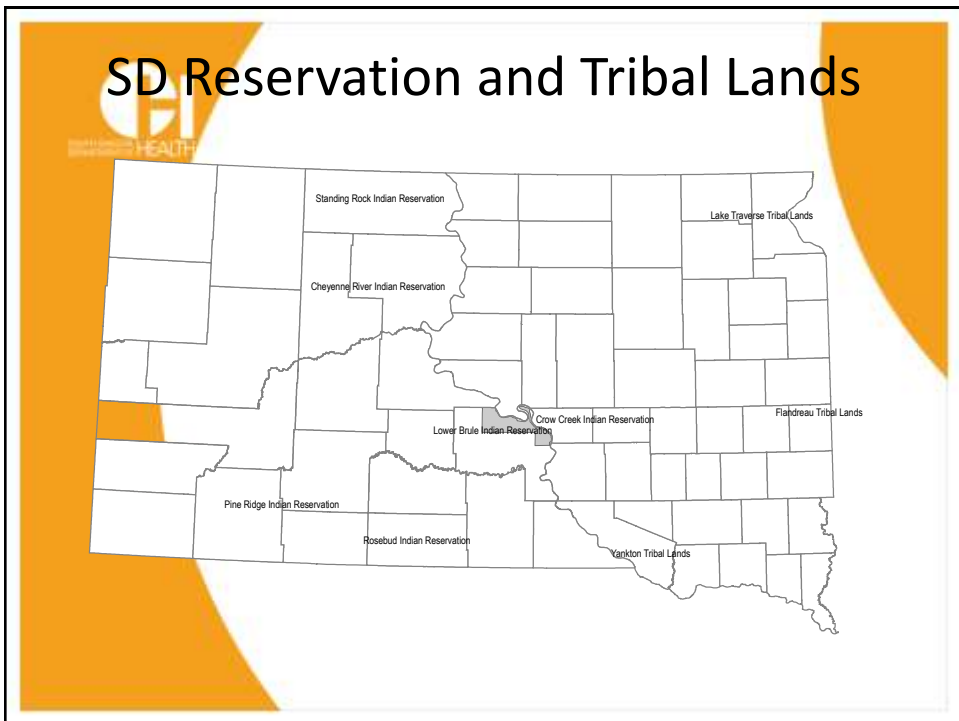 SD Reservation and Tribal Lands
HEALTH
Standing Rock Indian Reservation
Lake Traverse Tribal Lands
Cheyenne River Indian Reservation
Flandreau Tribal Lands
Crow Creek Indian Reservation
Lower Brule Indian Reservation
Pine Ridge Indian Reservation
Rosebud Indian Reservation
Yankton Tribal Lands